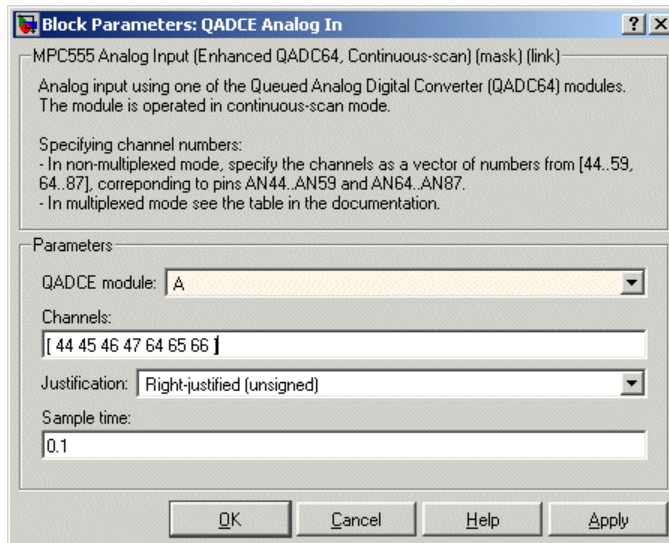 Block Parameters: QADCE Analog In
MPC555 Analog Input (Enhanced QADC64, Continuous-scan) (mask) (link)
Analog input using one of the Queued Analog Digital Converter (QADC64) modules.
The module is operated in continuous-scan mode.
Specifying channel numbers:
- In non-multiplexed mode, specify the channels as a vector of numbers from [44..59,
64..87], correponding to pins AN44..AN59 and AN64..AN87.
- In multiplexed mode see the table in the documentation.
Parameters
QADCE module: A
Channels:
[ 44 45 46 47 64 65 66 ]
Justification: Right-justified (unsigned)
Sample time:
0.1
OK Cancel Help Apply